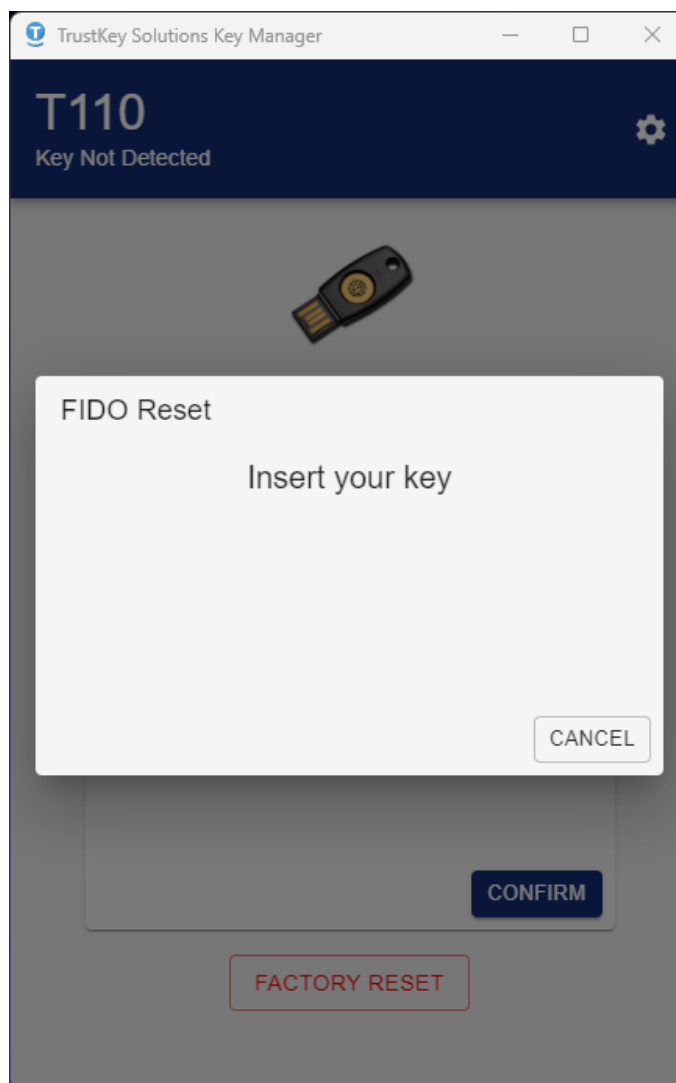 TrustKey Solutions Key Manager
T110
Key Not Detected
FIDO Reset
Insert your key
CANCEL
CONFIRM
FACTORY RESET